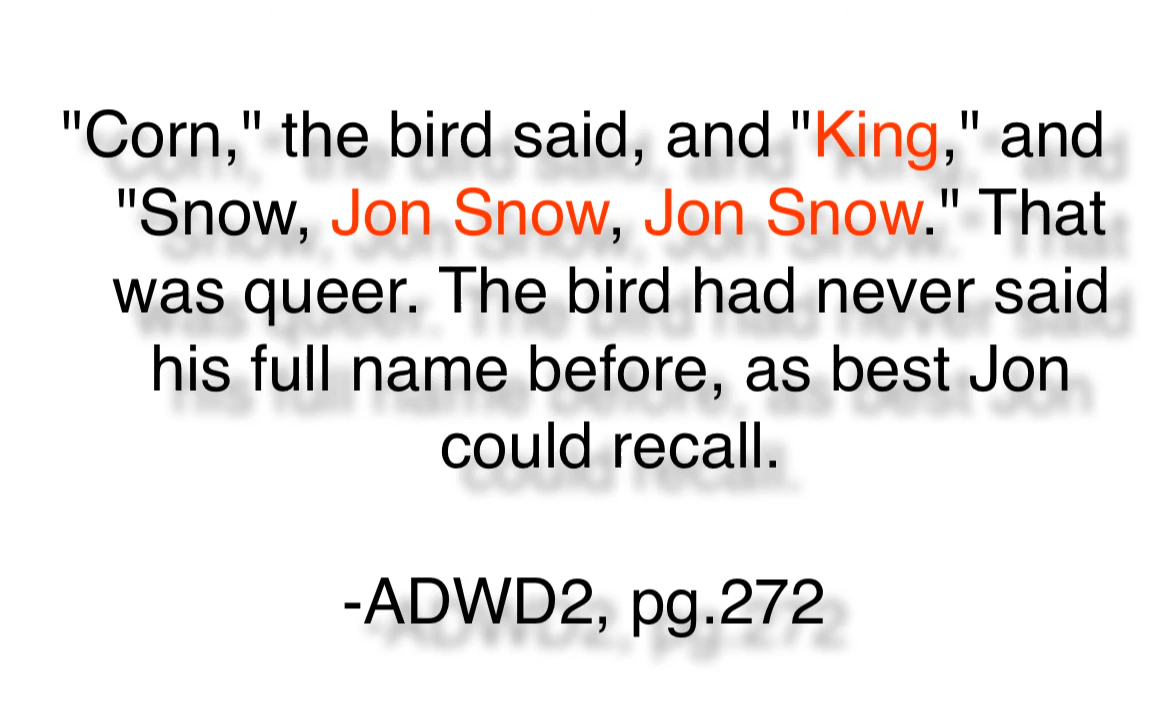 "Corn," the bird said, and "King," and
"Snow, Jon Snow, Jon Snow." That
was queer. The bird had never said
his full name before, as best Jon
could recall.
-ADWD2, pg.272